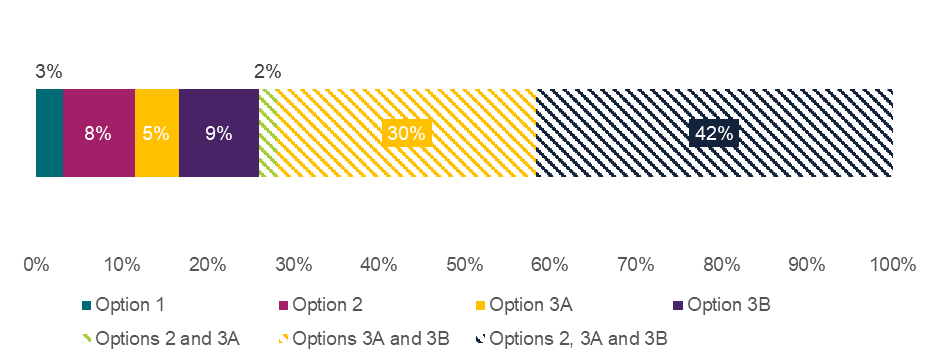 3% 2%
8% 5% 9% 30% 42%
0% 10% 20% 30% 40% 50% 60% 70% 80% 90% 100%
Option 1 Option 2 Option 3A Option 3B
Options 2 and 3A Options 3A and 3B Options 2, 3A and 3B